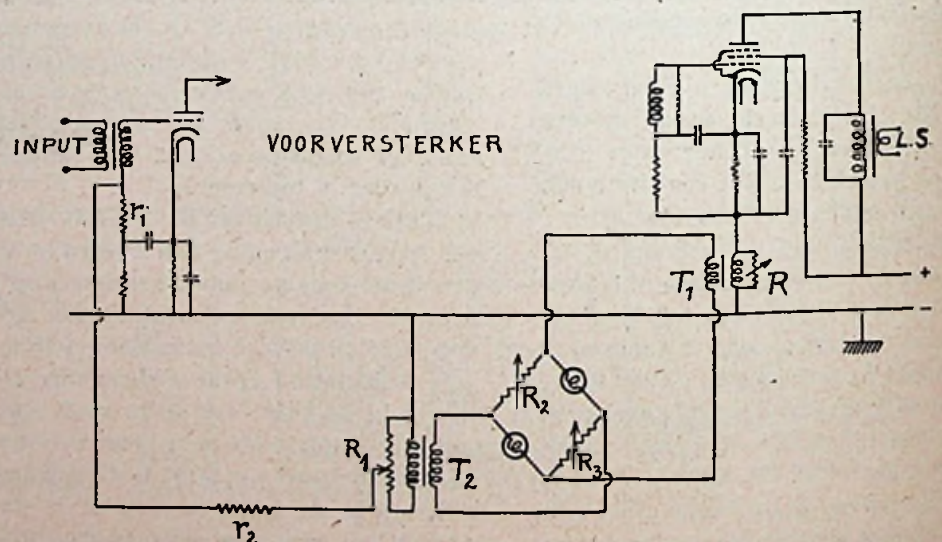 INPUT
VOORVERSTERKER
L.S.
r1
T1
R
+
−
R2
R1
T2
R3
r2